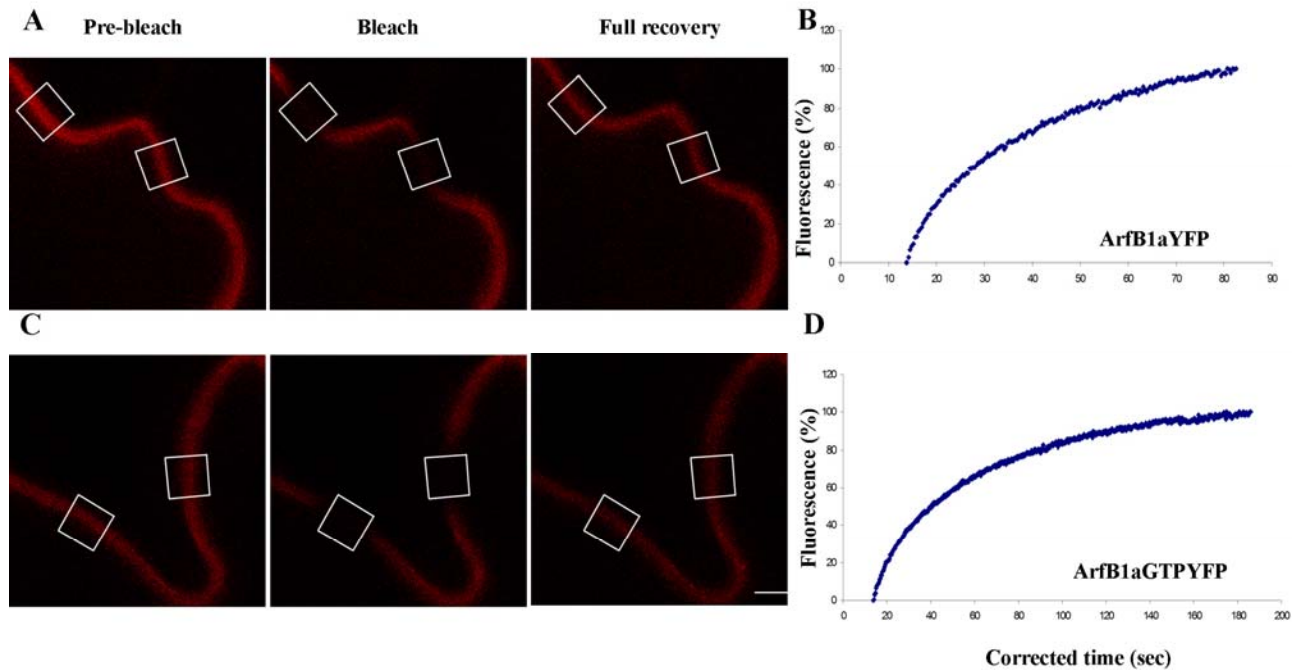 A
Pre-bleach
Bleach
Full recovery
B
Fluorescence (%)
120
100
80
60
40
20
0
0 10 20 30 40 50 60 70 80 90
ArfB1aYFP
C
D
Fluorescence (%)
120
100
80
60
40
20
0
0 20 40 60 80 100 120 140 160 180 200
ArfB1aGTPYFP
Corrected time (sec)